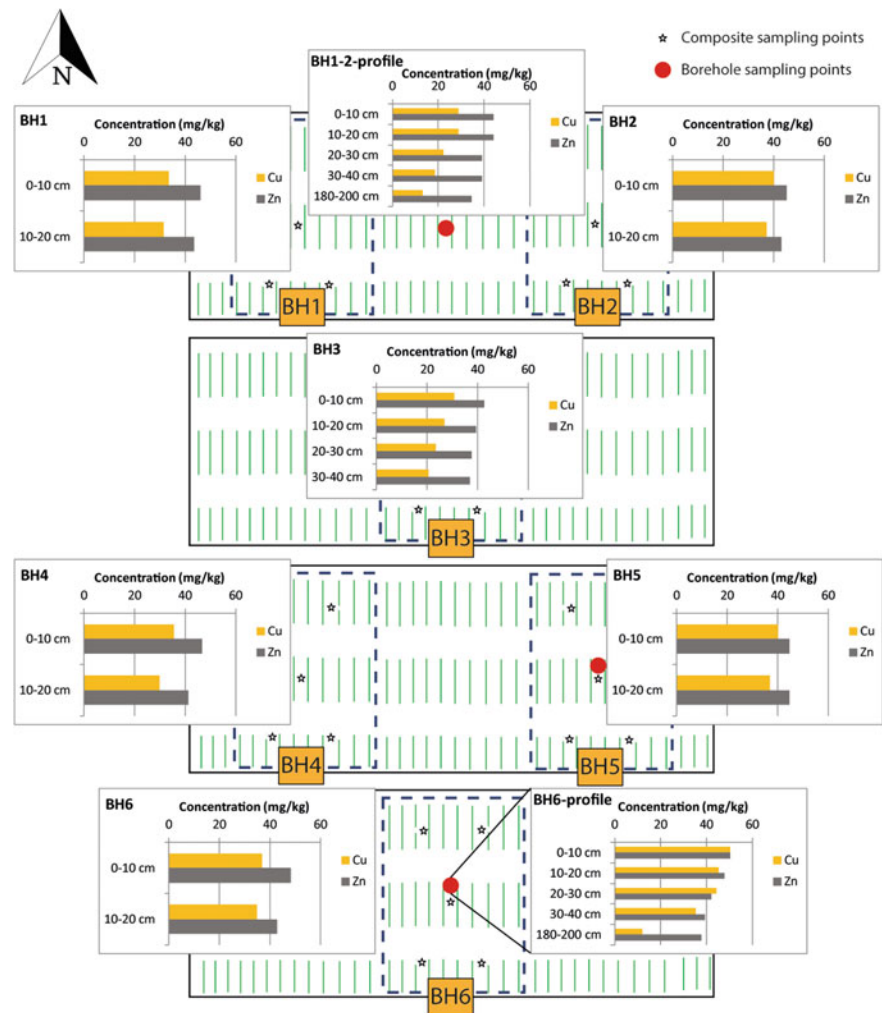 N
Composite sampling points
Borehole sampling points
BH1-2-profile
Concentration (mg/kg)
0 20 40 60
0-10 cm
10-20 cm
20-30 cm
30-40 cm
180-200 cm
Cu
Zn
BH1
Concentration (mg/kg)
0 20 40 60
0-10 cm
10-20 cm
Cu
Zn
BH2
Concentration (mg/kg)
0 20 40 60
0-10 cm
10-20 cm
Cu
Zn
BH1
BH2
BH3
Concentration (mg/kg)
0 20 40 60
0-10 cm
10-20 cm
20-30 cm
30-40 cm
Cu
Zn
BH3
BH4
Concentration (mg/kg)
0 20 40 60
0-10 cm
10-20 cm
Cu
Zn
BH5
Concentration (mg/kg)
0 20 40 60
0-10 cm
10-20 cm
Cu
Zn
BH4
BH5
BH6
Concentration (mg/kg)
0 20 40 60
0-10 cm
10-20 cm
Cu
Zn
BH6-profile
Concentration (mg/kg)
0 20 40 60
0-10 cm
10-20 cm
20-30 cm
30-40 cm
180-200 cm
Cu
Zn
BH6